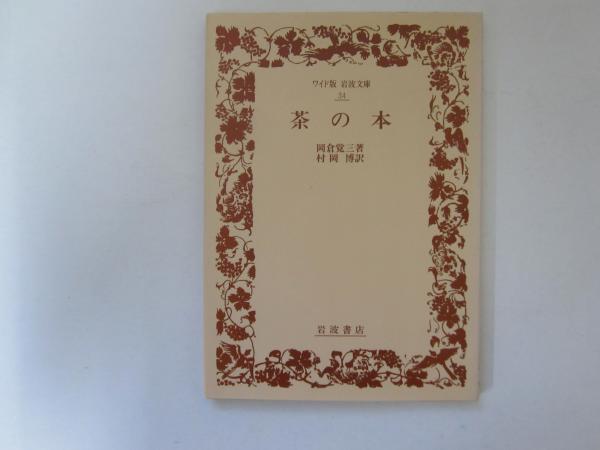 ワイド版 岩波文庫
34
茶の本
岡倉覚三著
村岡 博訳
岩波書店